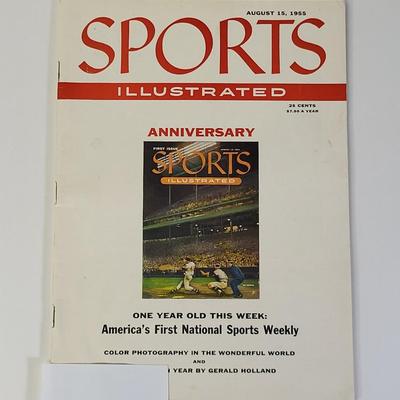 AUGUST 15, 1955
SPORTS
ILLUSTRATED
25 CENTS
$7.50 A YEAR
ANNIVERSARY
FIRST ISSUE
SPORTS
ILLUSTRATED
ONE YEAR OLD THIS WEEK:
America's First National Sports Weekly
COLOR PHOTOGRAPHY IN THE WONDERFUL WORLD
AND
YEAR BY GERALD HOLLAND